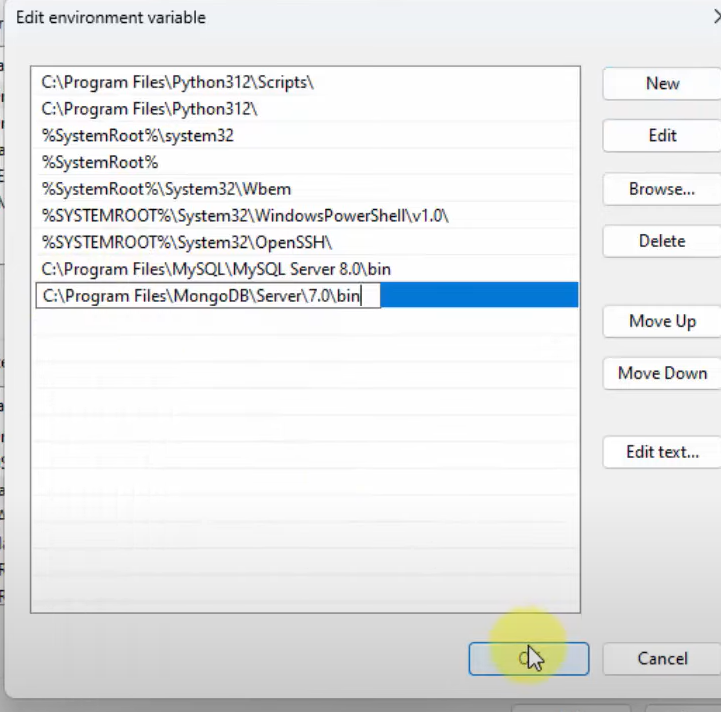 Edit environment variable
C:\Program Files\Python312\Scripts\
C:\Program Files\Python312\
%SystemRoot%\system32
%SystemRoot%
%SystemRoot%\System32\Wbem
%SYSTEMROOT%\System32\WindowsPowerShell\v1.0\
%SYSTEMROOT%\System32\OpenSSH\
C:\Program Files\MySQL\MySQL Server 8.0\bin
C:\Program Files\MongoDB\Server\7.0\bin
New
Edit
Browse...
Delete
Move Up
Move Down
Edit text...
Cancel